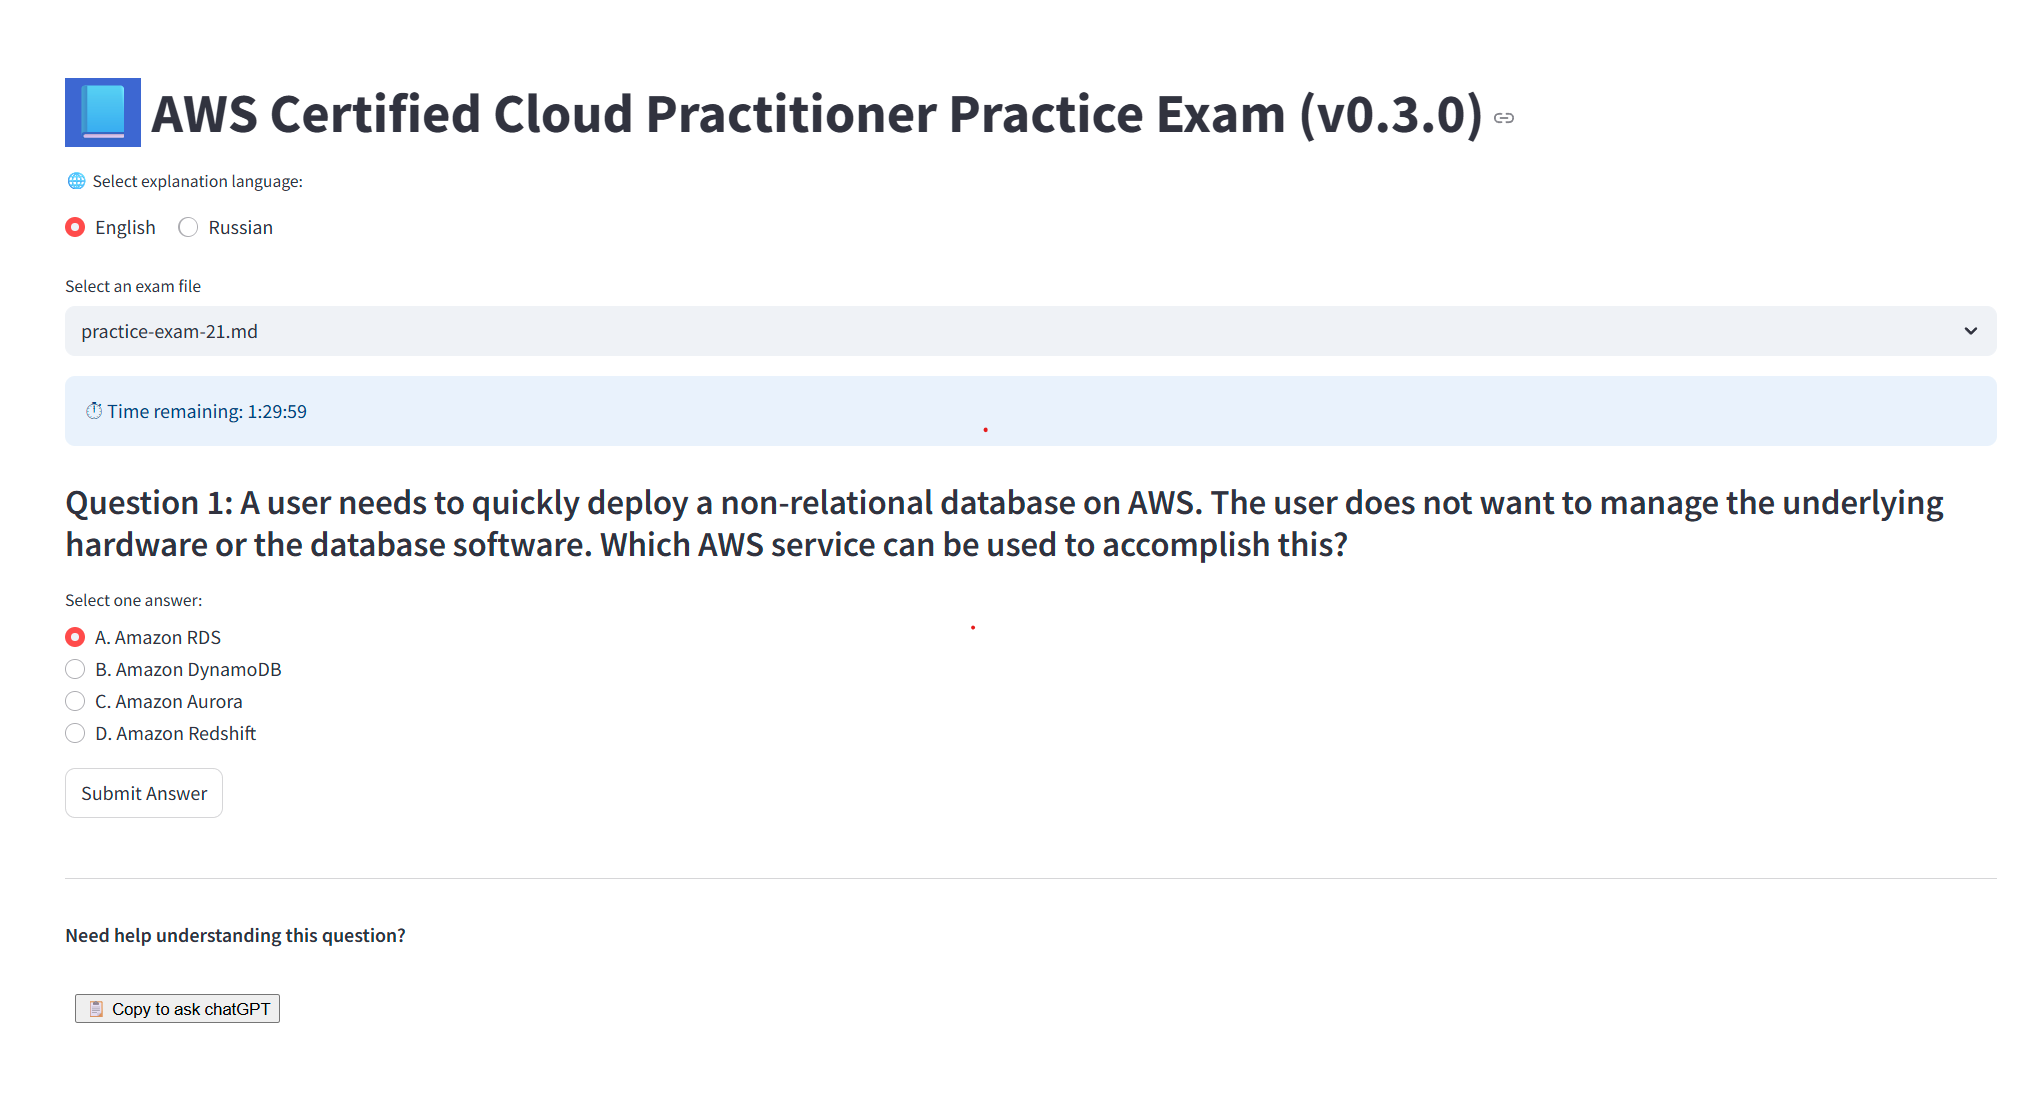 AWS Certified Cloud Practitioner Practice Exam (v0.3.0)
Select explanation language:
English
Russian
Select an exam file
practice-exam-21.md
Time remaining: 1:29:59
Question 1: A user needs to quickly deploy a non-relational database on AWS. The user does not want to manage the underlying
hardware or the database software. Which AWS service can be used to accomplish this?
Select one answer:
A. Amazon RDS
B. Amazon DynamoDB
C. Amazon Aurora
D. Amazon Redshift
Submit Answer
Need help understanding this question?
Copy to ask chatGPT